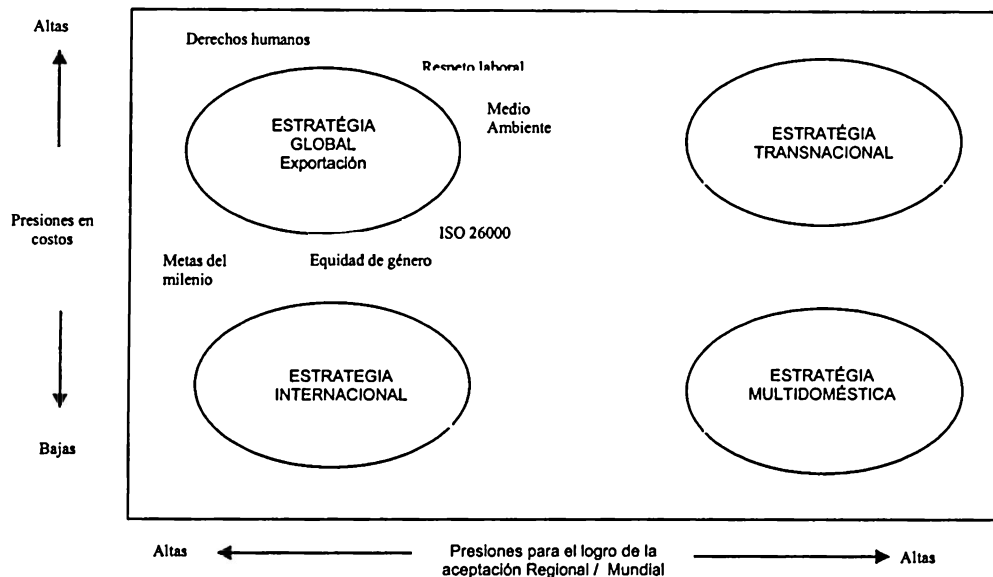 Altas
Derechos humanos
Respeto laboral
Medio
Ambiente
ESTRATÉGIA
GLOBAL
Exportación
ESTRATÉGIA
TRANSNACIONAL
Presiones en
costos
ISO 26000
Metas del
milenio
Equidad de género
ESTRATEGIA
INTERNACIONAL
ESTRATÉGIA
MULTIDOMÉSTICA
Bajas
Altas
Presiones para el logro de la
aceptación Regional / Mundial
Altas